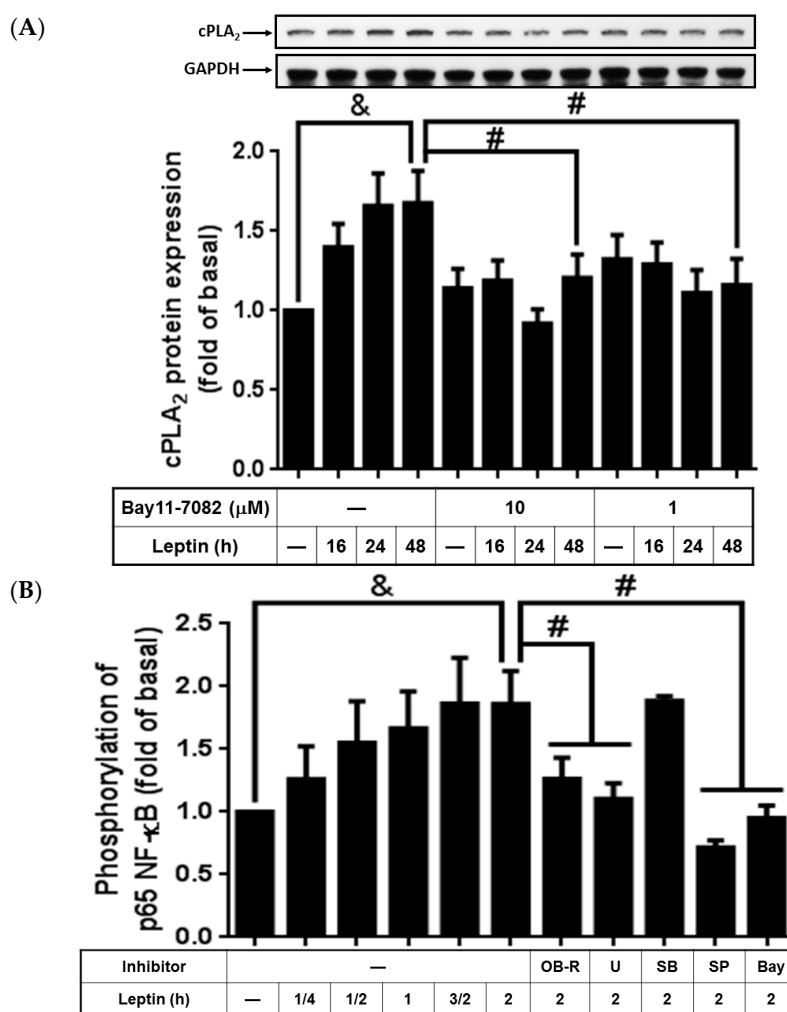 (A)
cPLA₂
GAPDH
&
#
#
cPLA₂ protein expression
(fold of basal)
2.0
1.5
1.0
0.5
0.0
Bay11-7082 (μM) — 10 1
Leptin (h) — 16 24 48 — 16 24 48 — 16 24 48
(B)
&
#
#
Phosphorylation of
p65 NF-κB (fold of basal)
2.5
2.0
1.5
1.0
0.5
0.0
Inhibitor — OB-R U SB SP Bay
Leptin (h) — 1/4 1/2 1 3/2 2 2 2 2 2 2